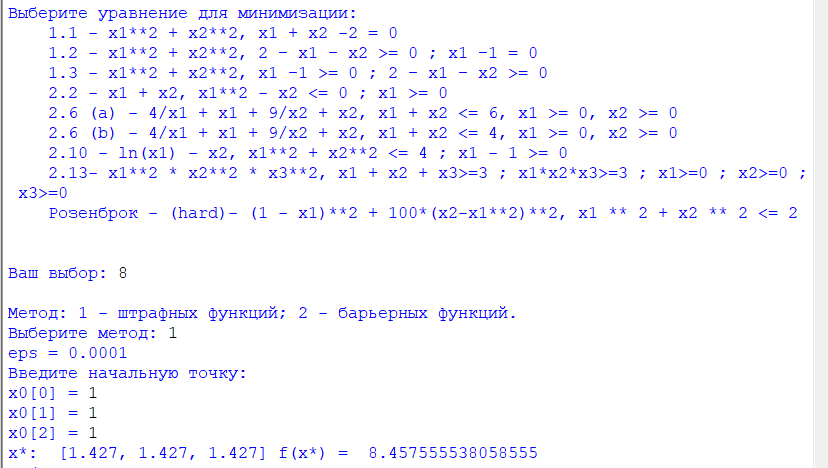 Выберите уравнение для минимизации:
1.1 - x1**2 + x2**2, x1 + x2 -2 = 0
1.2 - x1**2 + x2**2, 2 - x1 - x2 >= 0 ; x1 -1 = 0
1.3 - x1**2 + x2**2, x1 -1 >= 0 ; 2 - x1 - x2 >= 0
2.2 - x1 + x2, x1**2 - x2 <= 0 ; x1 >= 0
2.6 (a) - 4/x1 + x1 + 9/x2 + x2, x1 + x2 <= 6, x1 >= 0, x2 >= 0
2.6 (b) - 4/x1 + x1 + 9/x2 + x2, x1 + x2 <= 4, x1 >= 0, x2 >= 0
2.10 - ln(x1) - x2, x1**2 + x2**2 <= 4 ; x1 - 1 >= 0
2.13- x1**2 * x2**2 * x3**2, x1 + x2 + x3>=3 ; x1*x2*x3>=3 ; x1>=0 ; x2>=0 ;
x3>=0
Розенброк - (hard)- (1 - x1)**2 + 100*(x2-x1**2)**2, x1 ** 2 + x2 ** 2 <= 2
Ваш выбор: 8
Метод: 1 - штрафных функций; 2 - барьерных функций.
Выберите метод: 1
eps = 0.0001
Введите начальную точку:
x0[0] = 1
x0[1] = 1
x0[2] = 1
x*:  [1.427, 1.427, 1.427] f(x*) =  8.457555538058555